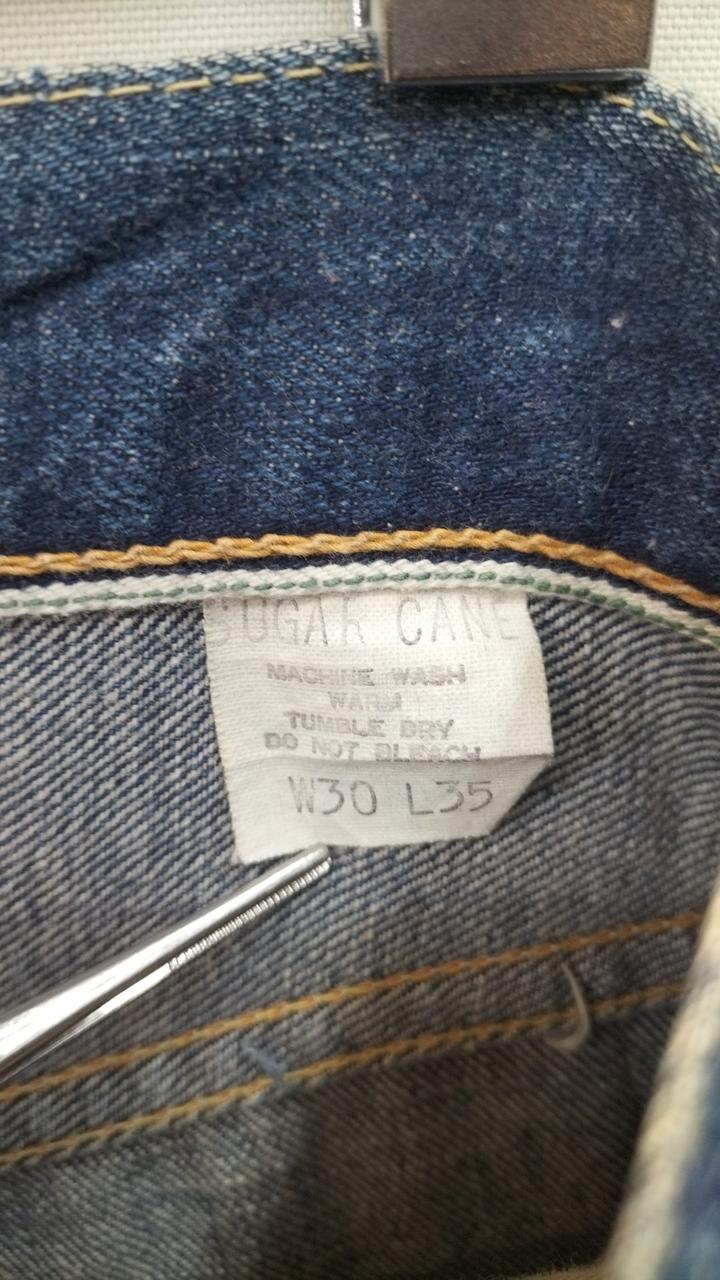 SUGAR CANE
MACHINE WASH
WARM
TUMBLE DRY
DO NOT BLEACH
W30 L35